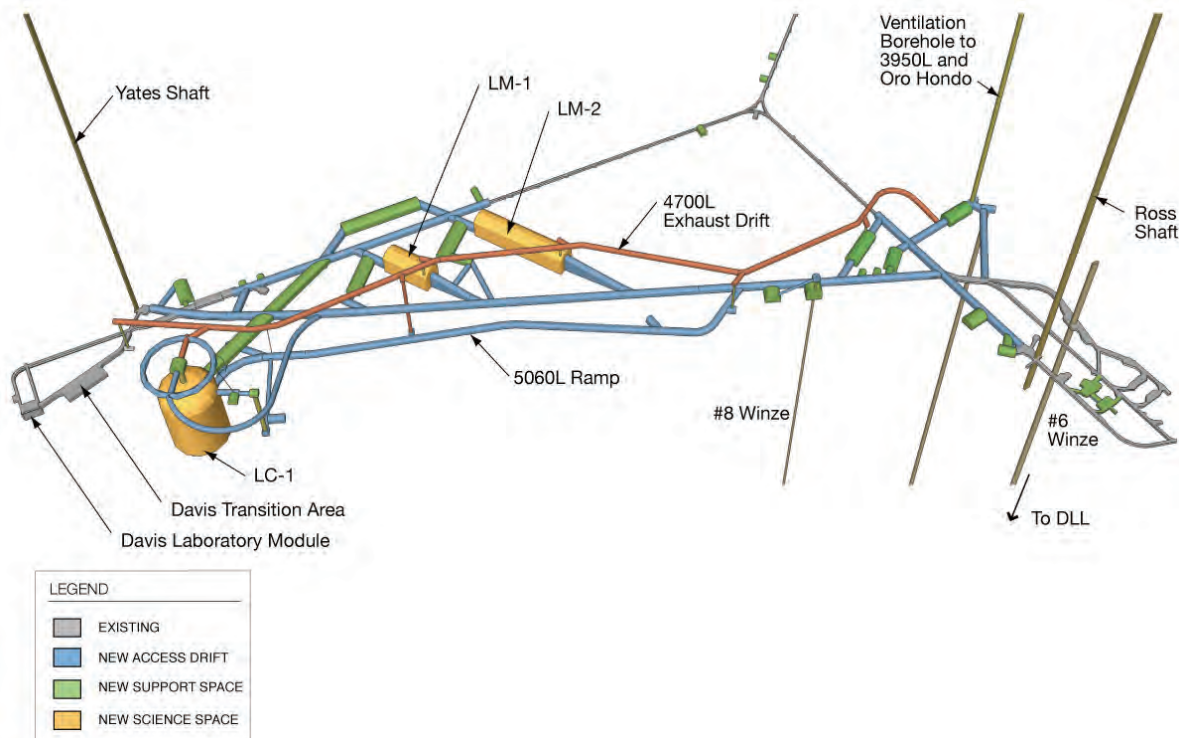 Ventilation
Borehole to
3950L and
Oro Hondo
Yates Shaft
LM-1
LM-2
4700L
Exhaust Drift
Ross
Shaft
5060L Ramp
#8 Winze
#6
Winze
LC-1
To DLL
Davis Transition Area
Davis Laboratory Module
LEGEND
EXISTING
NEW ACCESS DRIFT
NEW SUPPORT SPACE
NEW SCIENCE SPACE